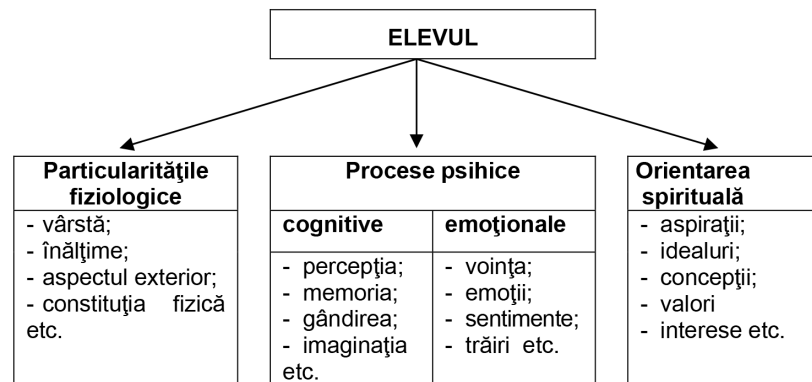 ELEVUL
Particularităţile
fiziologice
- vârstă;
- înălţime;
- aspectul exterior;
- constituţia fizică
etc.
Procese psihice
cognitive
- percepţia;
- memoria;
- gândirea;
- imaginaţia
etc.
emoţionale
- voinţa;
- emoţii;
- sentimente;
- trăiri etc.
Orientarea
spirituală
- aspiraţii;
- idealuri;
- concepţii;
- valori
- interese etc.